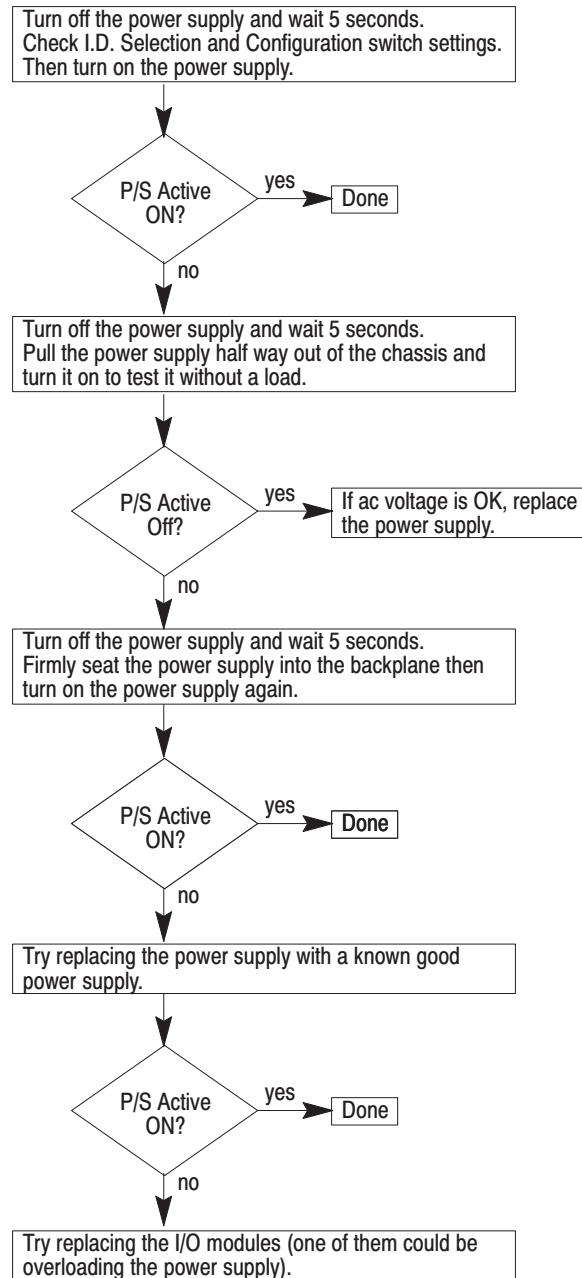 Turn off the power supply and wait 5 seconds.
Check I.D. Selection and Configuration switch settings.
Then turn on the power supply.
P/S Active
ON?
yes
Done
no
Turn off the power supply and wait 5 seconds.
Pull the power supply half way out of the chassis and
turn it on to test it without a load.
P/S Active
Off?
yes
If ac voltage is OK, replace
the power supply.
no
Turn off the power supply and wait 5 seconds.
Firmly seat the power supply into the backplane then
turn on the power supply again.
P/S Active
ON?
yes
Done
no
Try replacing the power supply with a known good
power supply.
P/S Active
ON?
yes
Done
no
Try replacing the I/O modules (one of them could be
overloading the power supply).